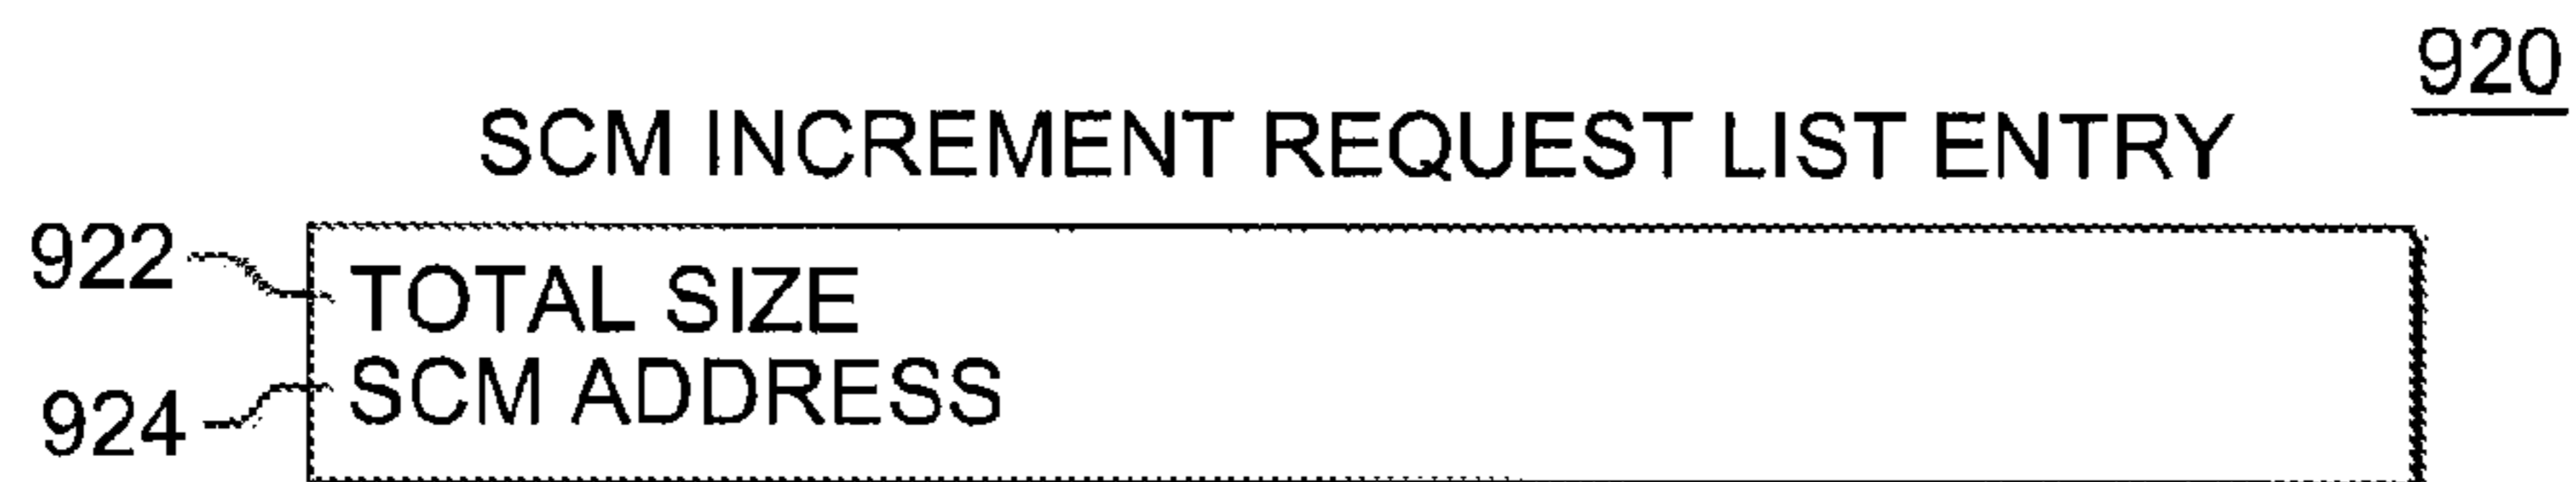 920
SCM INCREMENT REQUEST LIST ENTRY
922 TOTAL SIZE
924 SCM ADDRESS